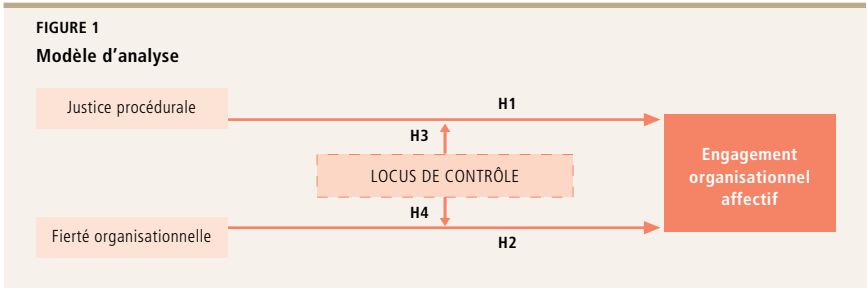 FIGURE 1
Modèle d'analyse
Justice procédurale
H1
H3
LOCUS DE CONTRÔLE
Engagement
organisationnel
affectif
H4
Fierté organisationnelle
H2